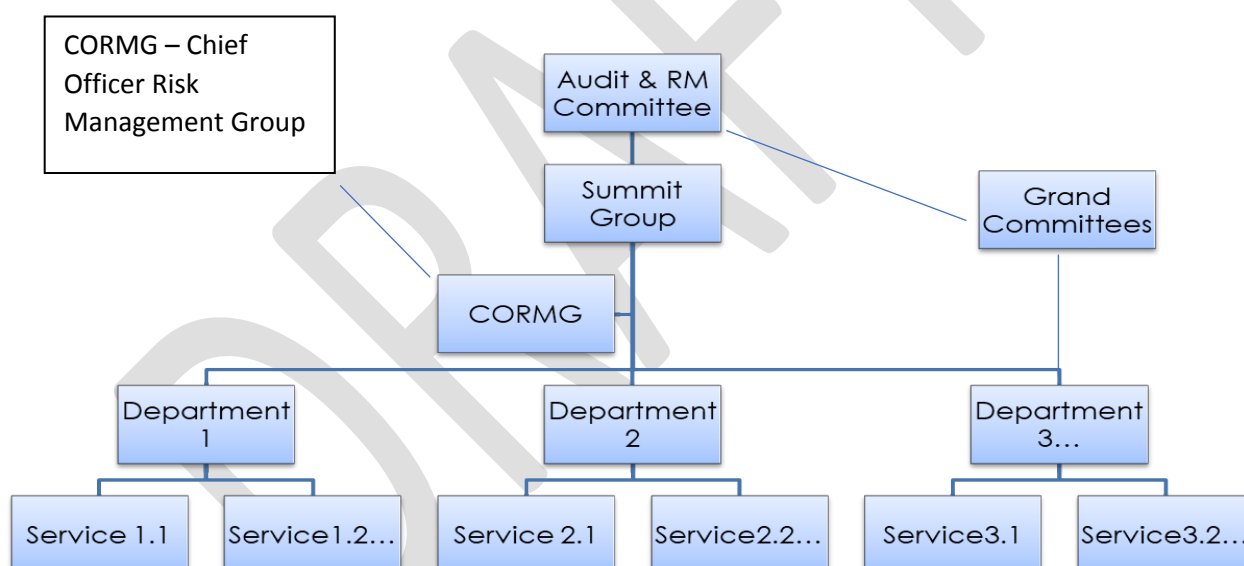 CORMG – Chief
Officer Risk
Management Group
Audit & RM
Committee
Summit
Group
Grand
Committees
CORMG
Department
1
Department
2
Department
3...
Service 1.1
Service1.2...
Service 2.1
Service2.2...
Service3.1
Service3.2...
DRAFT